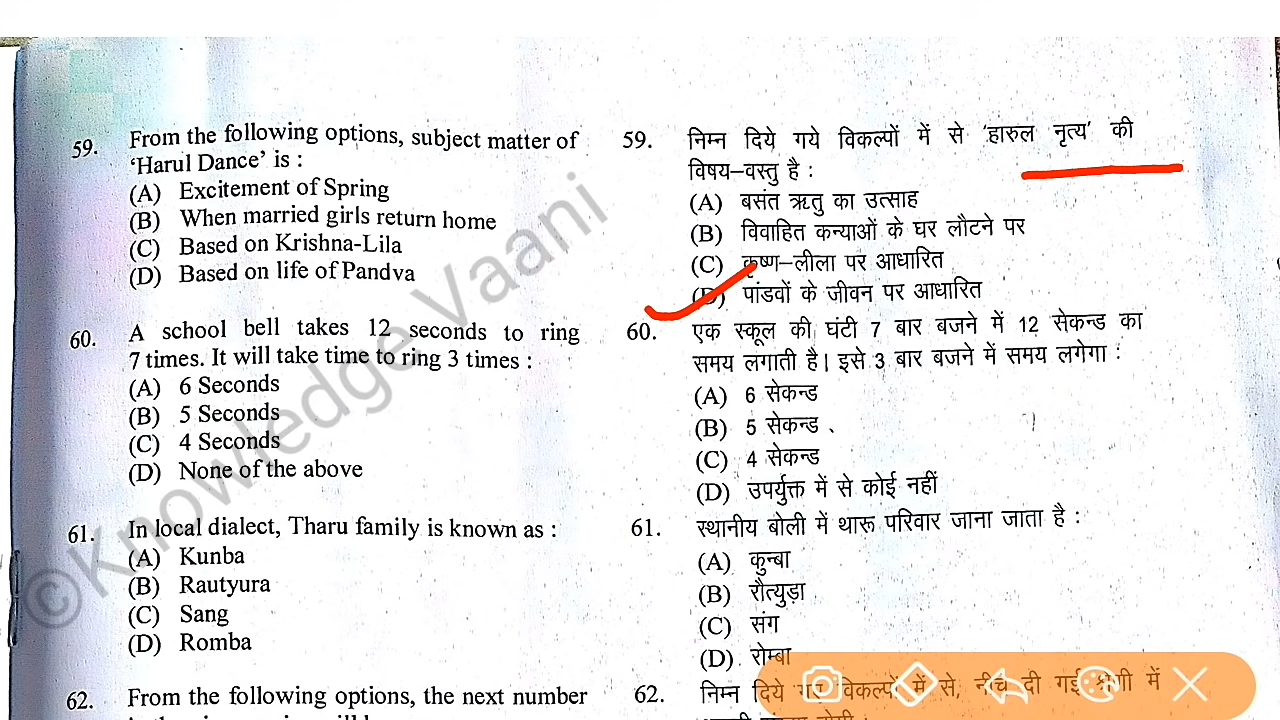 59. From the following options, subject matter of
'Harul Dance' is :
(A) Excitement of Spring
(B) When married girls return home
(C) Based on Krishna-Lila
(D) Based on life of Pandva
60. A school bell takes 12 seconds to ring
7 times. It will take time to ring 3 times :
(A) 6 Seconds
(B) 5 Seconds
(C) 4 Seconds
(D) None of the above
61. In local dialect, Tharu family is known as :
(A) Kunba
(B) Rautyura
(C) Sang
(D) Romba
62. From the following options, the next number
59. निम्न दिये गये विकल्पों में से 'हारुल नृत्य' की
विषय–वस्तु है :
(A) बसंत ऋतु का उत्साह
(B) विवाहित कन्याओं के घर लौटने पर
(C) कृष्ण–लीला पर आधारित
(D) पांडवों के जीवन पर आधारित
60. एक स्कूल की घंटी 7 बार बजने में 12 सेकन्ड का
समय लगाती है। इसे 3 बार बजने में समय लगेगा :
(A) 6 सेकन्ड
(B) 5 सेकन्ड
(C) 4 सेकन्ड
(D) उपर्युक्त में से कोई नहीं
61. स्थानीय बोली में थारू परिवार जाना जाता है :
(A) कुन्बा
(B) रौत्युड़ा
(C) संग
(D) रोम्बा
62. निम्न दिये गए विकल्पों में से, नीचे दी गई श्रेणी में
©Knowledge Vaani